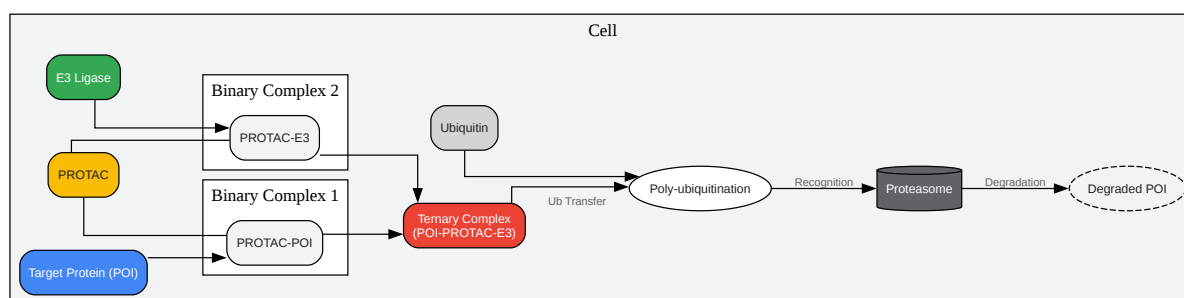 Cell
E3 Ligase
Binary Complex 2
PROTAC-E3
Ubiquitin
PROTAC
Binary Complex 1
PROTAC-POI
Target Protein (POI)
Ternary Complex
(POI-PROTAC-E3)
Ub Transfer
Poly-ubiquitination
Recognition
Proteasome
Degradation
Degraded POI